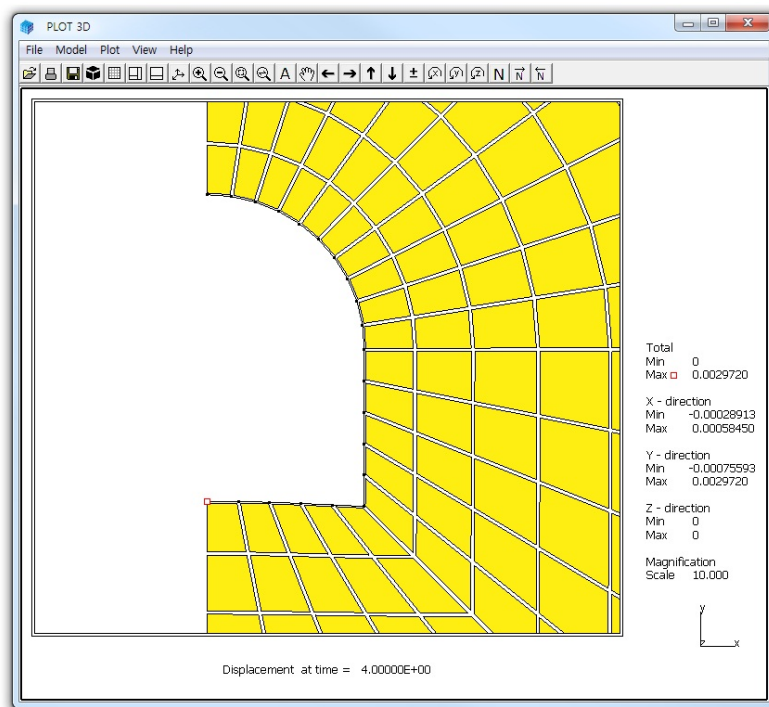 PLOT 3D
File Model Plot View Help
A ± x y z N N N
Total
Min 0
Max 0.0029720
X - direction
Min -0.00028913
Max 0.00058450
Y - direction
Min -0.00075593
Max 0.0029720
Z - direction
Min 0
Max 0
Magnification
Scale 10.000
y
z x
Displacement at time = 4.00000E+00